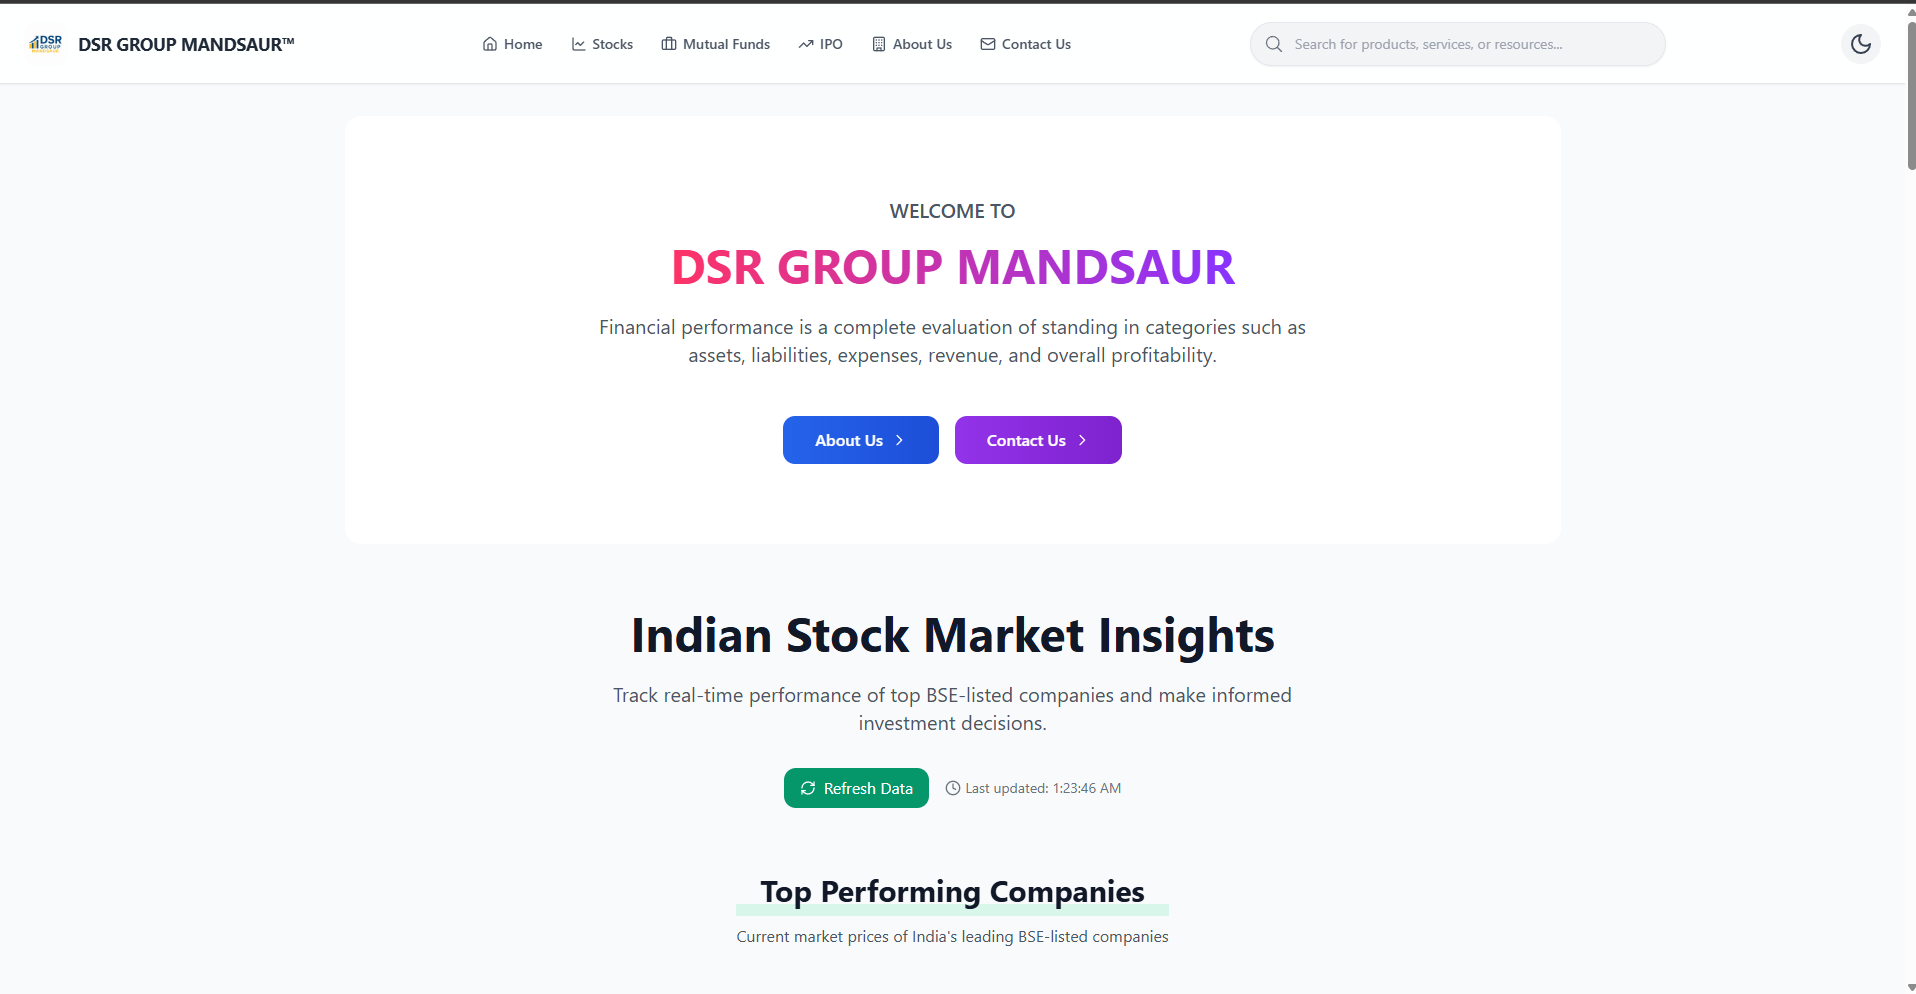 DSR
GROUP
MANDSAUR
DSR GROUP MANDSAUR™
Home
Stocks
Mutual Funds
IPO
About Us
Contact Us
Search for products, services, or resources...
WELCOME TO
DSR GROUP MANDSAUR
Financial performance is a complete evaluation of standing in categories such as
assets, liabilities, expenses, revenue, and overall profitability.
About Us
Contact Us
Indian Stock Market Insights
Track real-time performance of top BSE-listed companies and make informed
investment decisions.
Refresh Data
Last updated: 1:23:46 AM
Top Performing Companies
Current market prices of India's leading BSE-listed companies